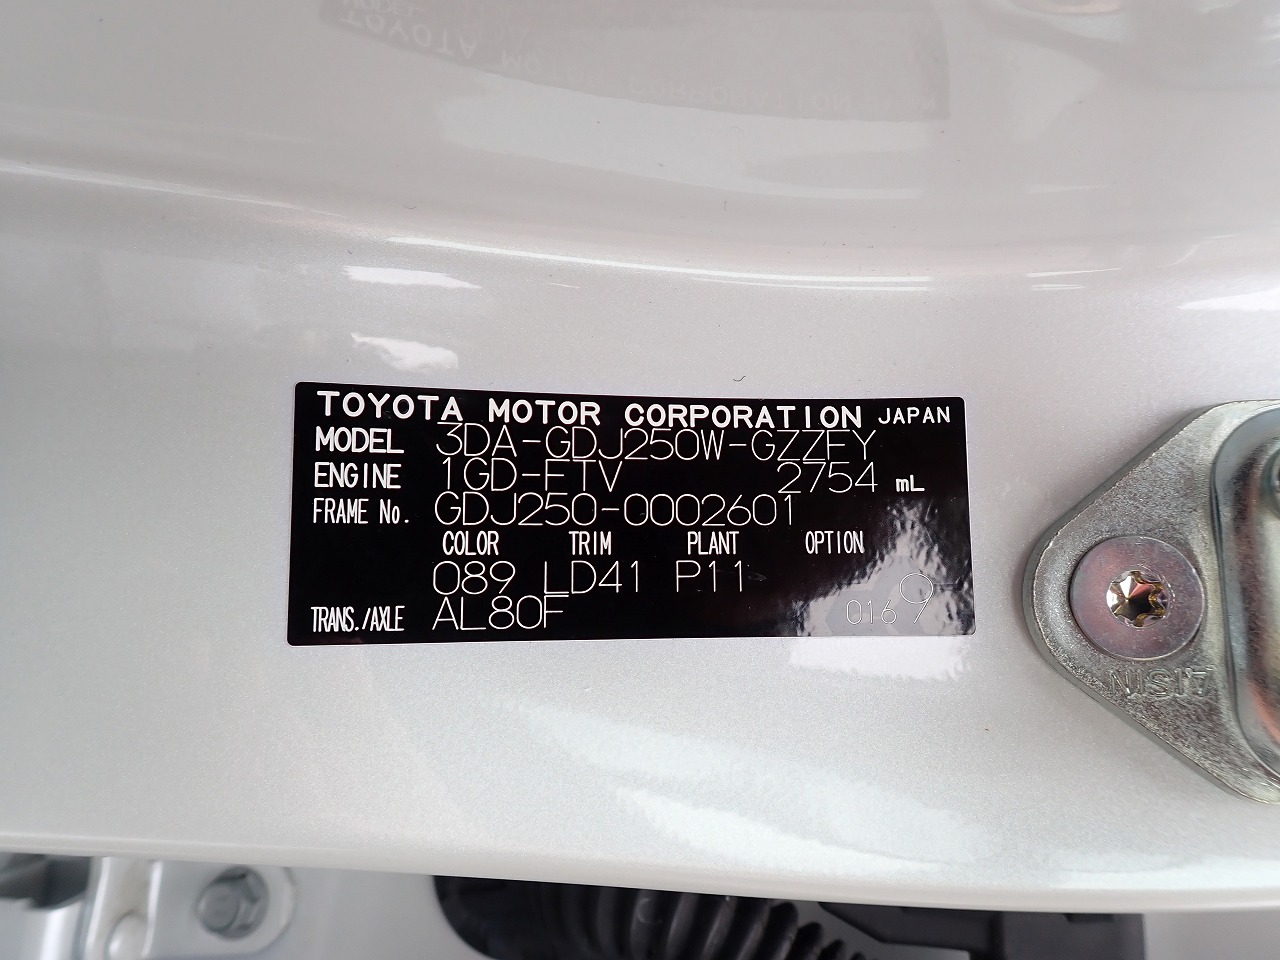 TOYOTA MOTOR CORPORATION JAPAN
MODEL 3DA-GDJ250W-GZZFY
ENGINE 1GD-FTV 2754 mL
FRAME No. GDJ250-0002601
COLOR TRIM PLANT OPTION
089 LD41 P11
TRANS./AXLE AL80F 0169